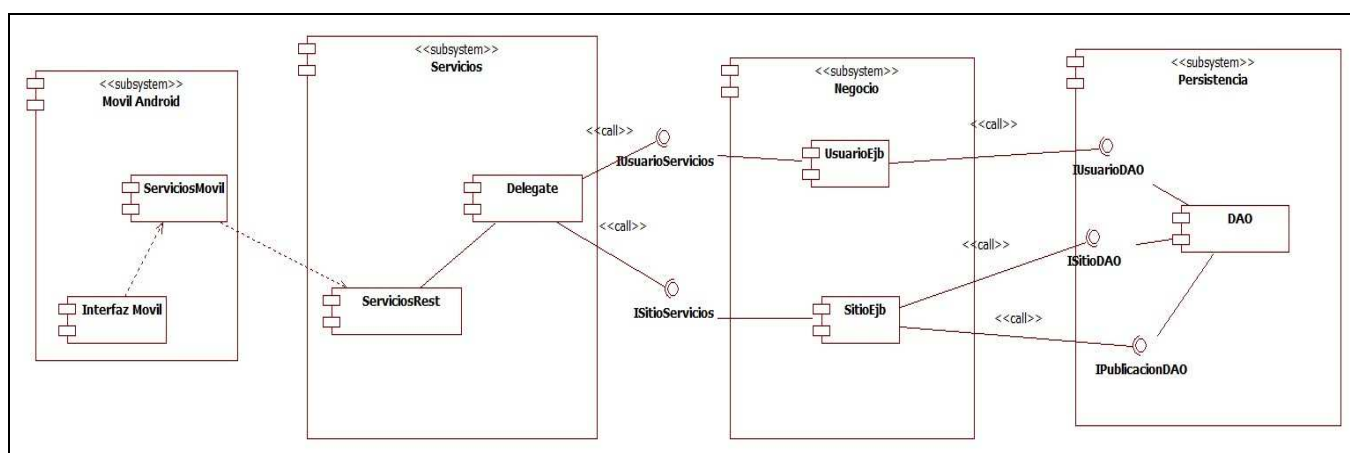 <<subsystem>>
Movil Android
ServiciosMovil
Interfaz Movil
<<subsystem>>
Servicios
Delegate
ServiciosRest
<<call>>
IUsuarioServicios
<<call>>
ISitioServicios
<<subsystem>>
Negocio
UsuarioEjb
SitioEjb
<<call>>
IUsuarioDAO
<<call>>
ISitioDAO
<<call>>
IPublicacionDAO
<<subsystem>>
Persistencia
DAO